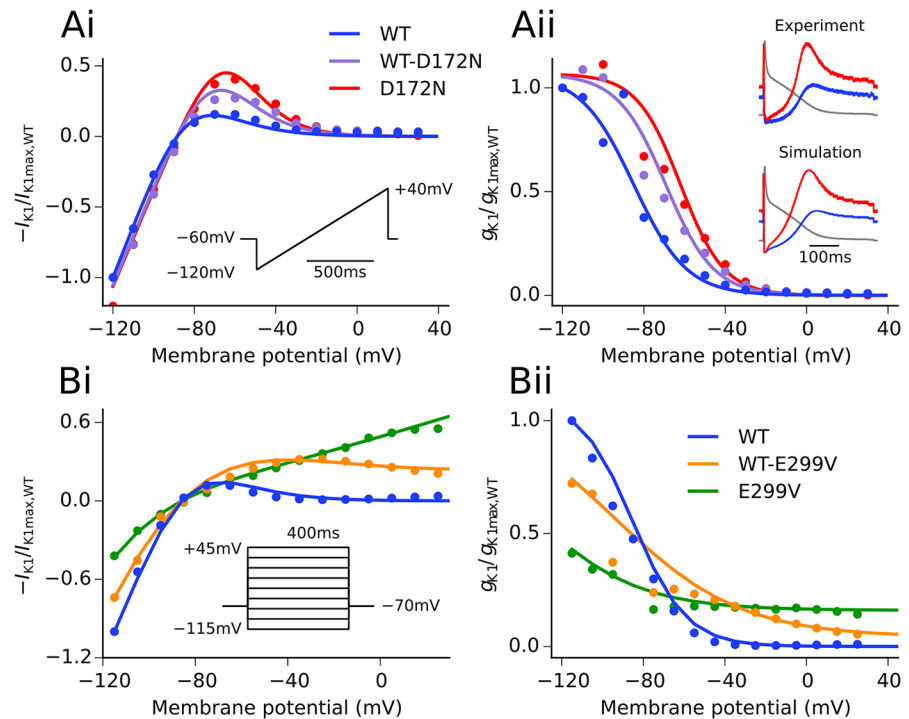 Ai
WT
WT-D172N
D172N
0.5
0.0
−0.5
−1.0
−I_K1/I_K1max,WT
−60mV
−120mV
+40mV
500ms
−120
−80
−40
0
40
Membrane potential (mV)
Aii
Experiment
Simulation
100ms
1.0
0.5
0.0
g_K1/g_K1max,WT
−120
−80
−40
0
40
Membrane potential (mV)
Bi
0.6
0.0
−0.6
−1.2
−I_K1/I_K1max,WT
400ms
+45mV
−70mV
−115mV
−120
−80
−40
0
Membrane potential (mV)
Bii
WT
WT-E299V
E299V
1.0
0.5
0.0
g_K1/g_K1max,WT
−120
−80
−40
0
40
Membrane potential (mV)